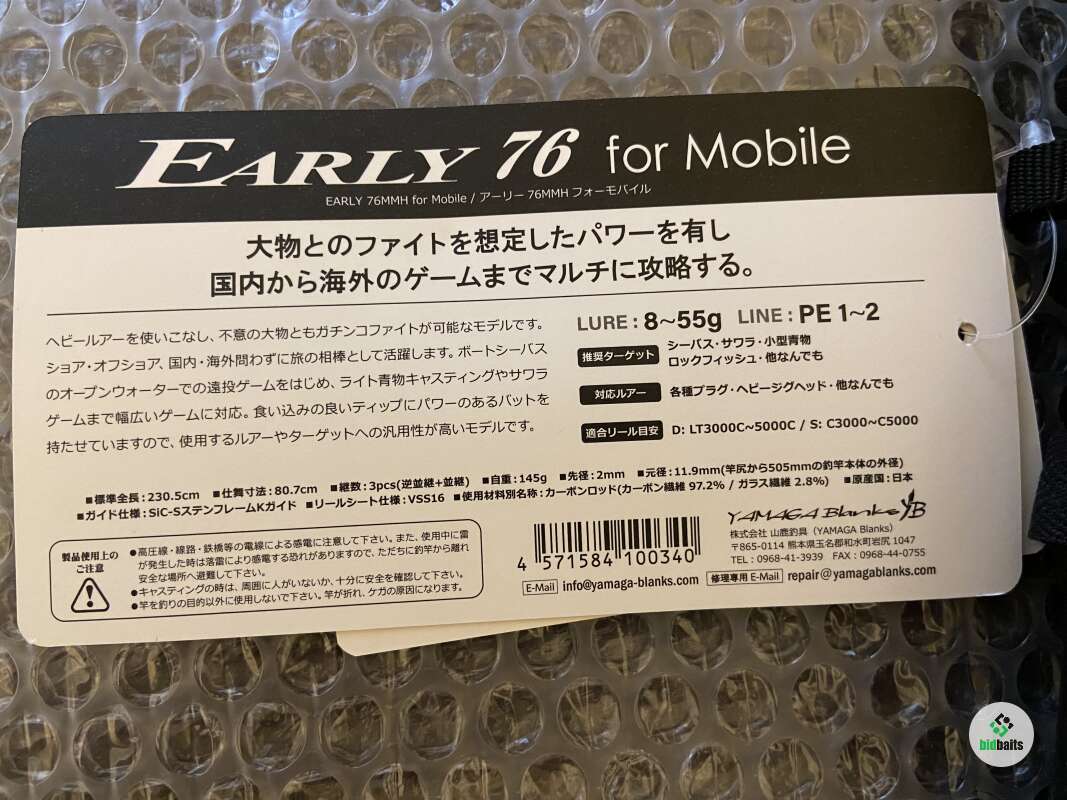 EARLY 76 for Mobile
EARLY 76MMH for Mobile / アーリー 76MMH フォーモバイル
大物とのファイトを想定したパワーを有し
国内から海外のゲームまでマルチに攻略する。
ヘビールアーを使いこなし、不意の大物ともガチンコファイトが可能なモデルです。
ショア・オフショア、国内・海外問わずに旅の相棒として活躍します。ボートシーバス
のオープンウォーターでの遠投ゲームをはじめ、ライト青物キャスティングやサワラ
ゲームまで幅広いゲームに対応。食い込みの良いティップにパワーのあるバットを
持たせていますので、使用するルアーやターゲットへの汎用性が高いモデルです。
LURE : 8~55g LINE : PE 1~2
推奨ターゲット シーバス・サワラ・小型青物
ロックフィッシュ・他なんでも
対応ルアー 各種プラグ・ヘビージグヘッド・他なんでも
適合リール目安 D: LT3000C~5000C / S: C3000~C5000
■標準全長 : 230.5cm ■仕舞寸法 : 80.7cm ■継数 : 3pcs(逆並継+並継) ■自重 : 145g ■先径 : 2mm ■元径 : 11.9mm(竿尻から505mmの釣竿本体の外径)
■ガイド仕様 : SiC-SステンフレームKガイド ■リールシート仕様 : VSS16 ■使用材料別名称 : カーボンロッド(カーボン繊維 97.2% / ガラス繊維 2.8%) ■原産国 : 日本
製品使用上の
ご注意
●高圧線・線路・鉄橋等の電線による感電に注意して下さい。また、使用中に雷
が発生した時は落雷により感電する恐れがありますので、ただちに釣竿から離れ
安全な場所へ避難して下さい。
●キャスティングの時は、周囲に人がいないか、十分に安全を確認して下さい。
●竿を釣りの目的以外に使用しないで下さい。竿が折れ、ケガの原因になります。
4 571584 100340
YAMAGA Blanks YB
株式会社 山鹿釣具 (YAMAGA Blanks)
〒865-0114 熊本県玉名郡和水町岩尻 1047
TEL : 0968-41-3939 FAX : 0968-44-0755
E-Mail info@yamaga-blanks.com 修理専用 E-Mail repair@yamagablanks.com
bidbaits